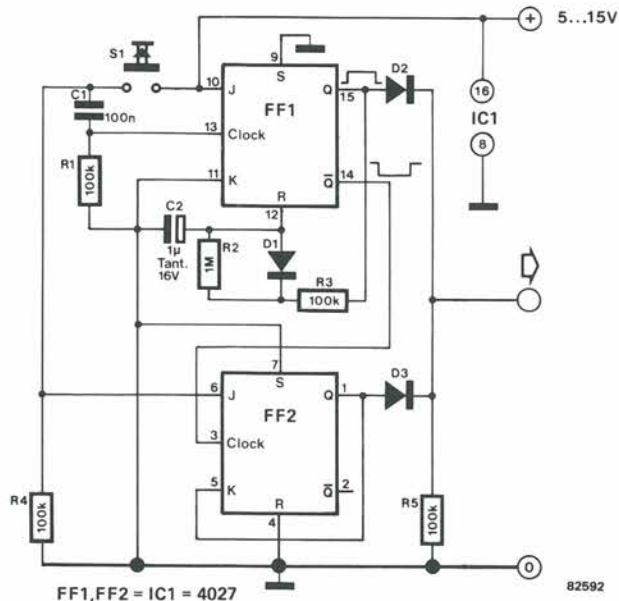 5...15V
+
S1
9
S
D2
10
J
FF1
Q
15
16
C1
100n
13
Clock
IC1
Q̅
14
8
R1
100k
11
K
R
12
C2
1μ
Tant.
16V
R2
1M
D1
R3
100k
7
S
6
J
FF2
Q
1
D3
3
Clock
5
K
Q̅
2
R
4
R4
100k
R5
100k
0
FF1,FF2 = IC1 = 4027
82592